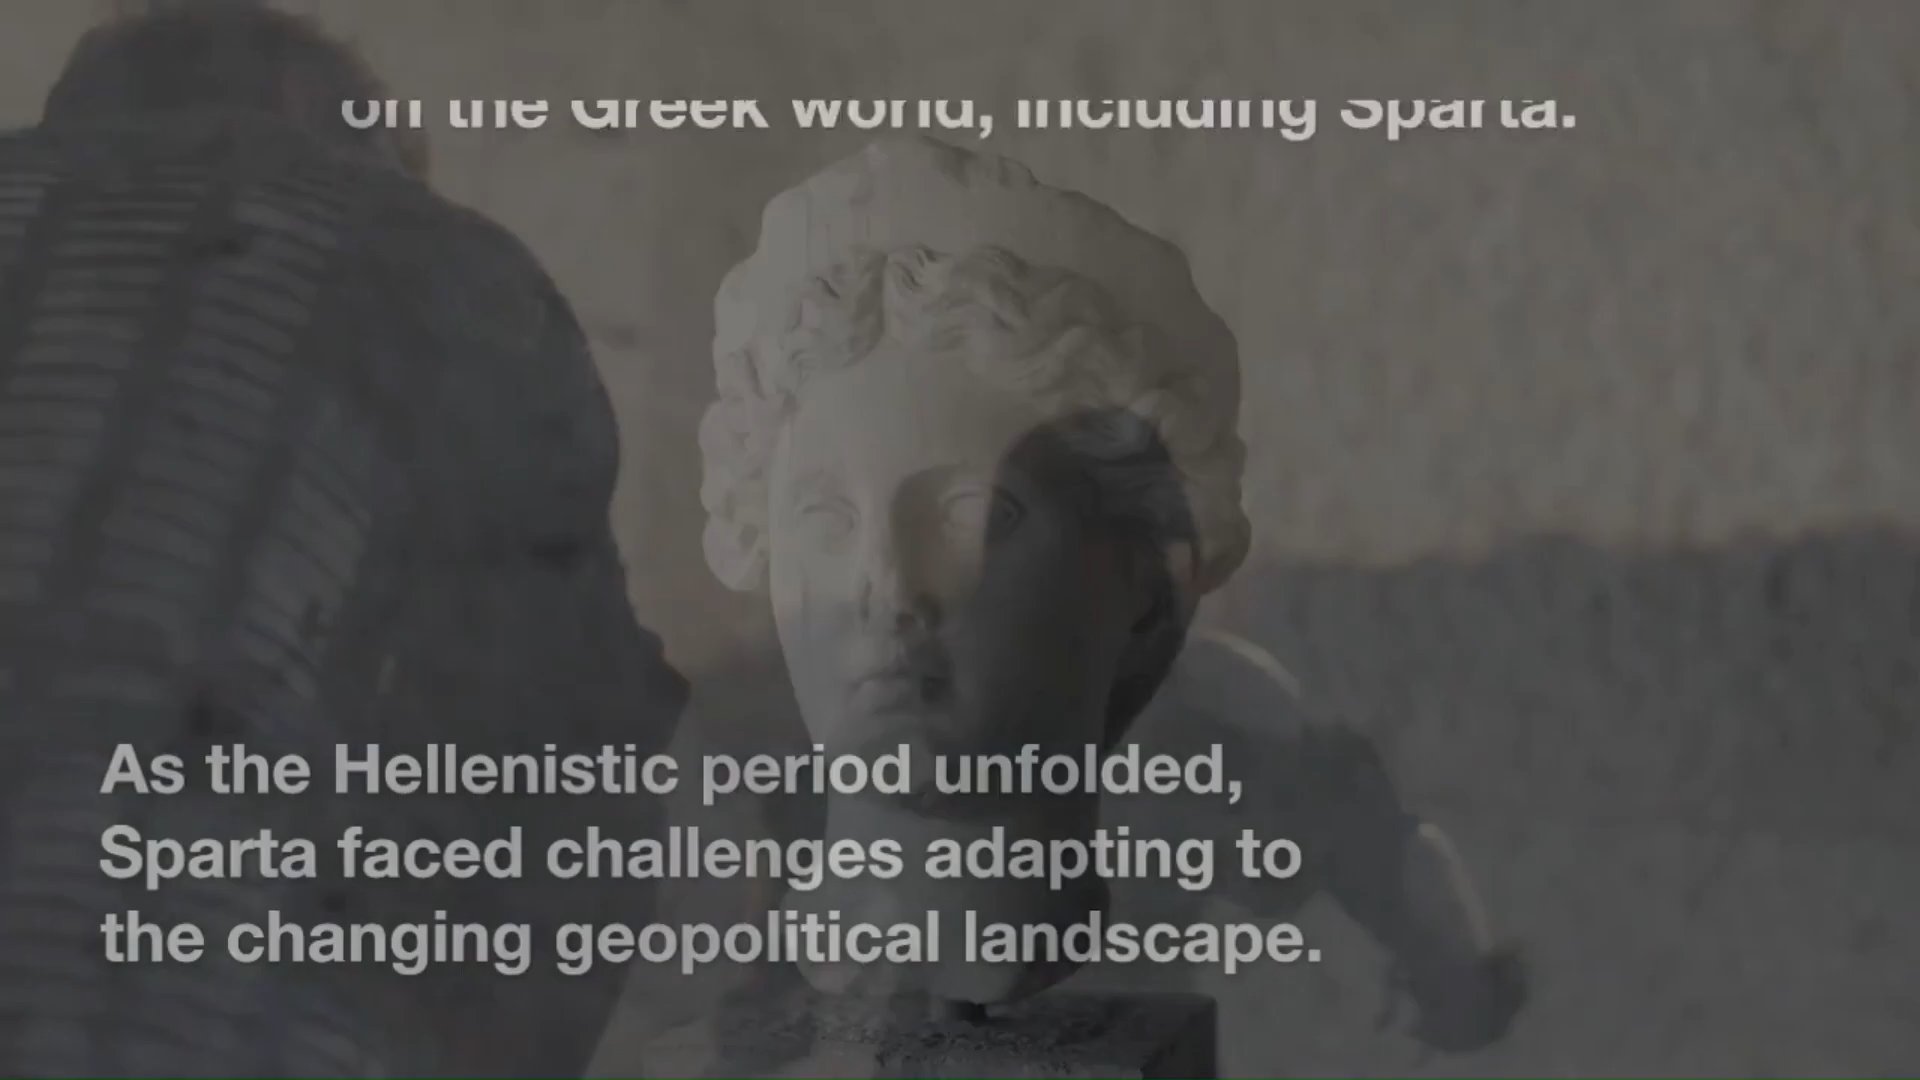 on the Greek world, including Sparta.
As the Hellenistic period unfolded,
Sparta faced challenges adapting to
the changing geopolitical landscape.